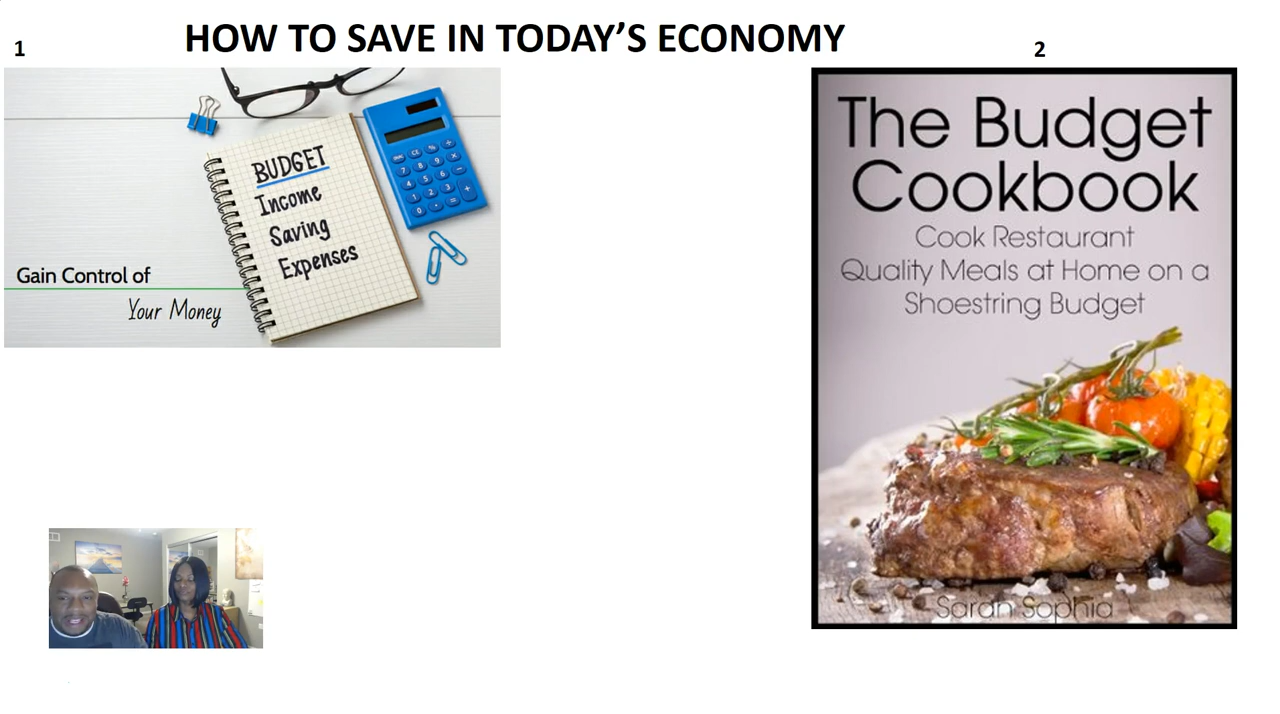 HOW TO SAVE IN TODAY'S ECONOMY
1
2
BUDGET
Income
Saving
Expenses
Gain Control of
Your Money
The Budget
Cookbook
Cook Restaurant
Quality Meals at Home on a
Shoestring Budget
Sarah Sophia